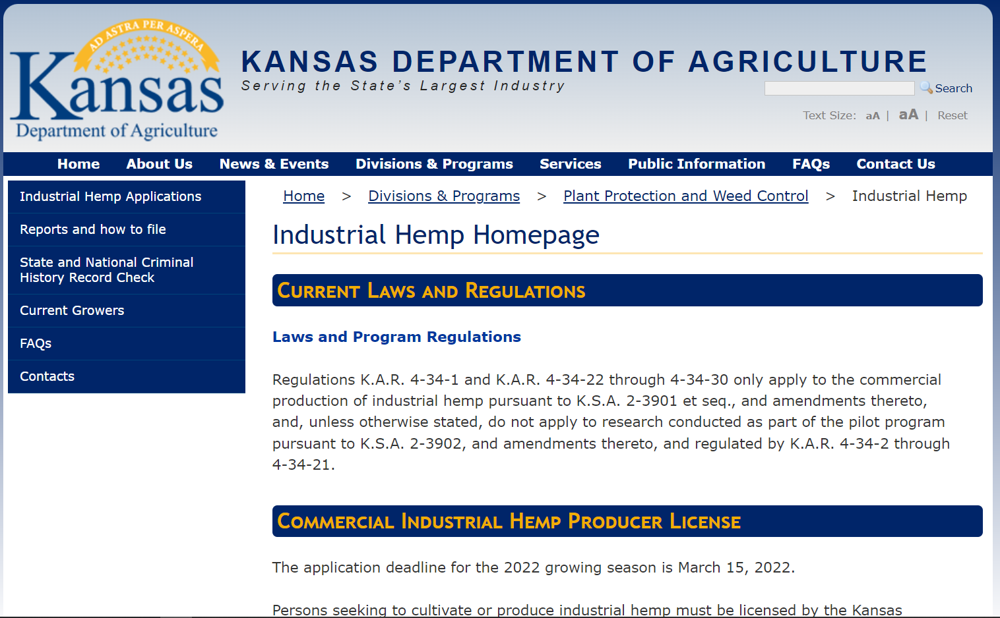 AD ASTRA PER ASPERA
Kansas
Department of Agriculture
KANSAS DEPARTMENT OF AGRICULTURE
Serving the State's Largest Industry
Search
Text Size: aA | aA | Reset
Home About Us News & Events Divisions & Programs Services Public Information FAQs Contact Us
Industrial Hemp Applications
Reports and how to file
State and National Criminal
History Record Check
Current Growers
FAQs
Contacts
Home > Divisions & Programs > Plant Protection and Weed Control > Industrial Hemp
Industrial Hemp Homepage
Current Laws and Regulations
Laws and Program Regulations
Regulations K.A.R. 4-34-1 and K.A.R. 4-34-22 through 4-34-30 only apply to the commercial
production of industrial hemp pursuant to K.S.A. 2-3901 et seq., and amendments thereto,
and, unless otherwise stated, do not apply to research conducted as part of the pilot program
pursuant to K.S.A. 2-3902, and amendments thereto, and regulated by K.A.R. 4-34-2 through
4-34-21.
Commercial Industrial Hemp Producer License
The application deadline for the 2022 growing season is March 15, 2022.
Persons seeking to cultivate or produce industrial hemp must be licensed by the Kansas